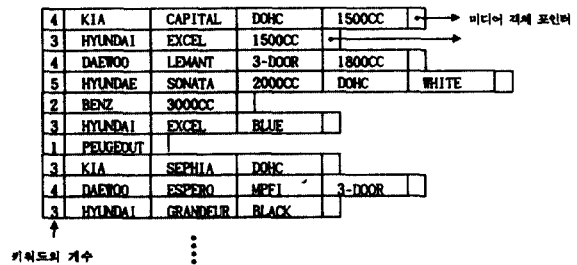 4 KIA CAPITAL DOHC 1500CC 미디어 객체 포인터
3 HYUNDAI EXCEL 1500CC
4 DAEWOO LEMANT 3-DOOR 1800CC
5 HYUNDAE SONATA 2000CC DOHC WHITE
2 BENZ 3000CC
3 HYUNDAI EXCEL BLUE
1 PEUGEOUT
3 KIA SEPHIA DOHC
4 DAEWOO ESPERO MPFI 3-DOOR
3 HYUNDAI GRANDEUR BLACK
키워드의 개수